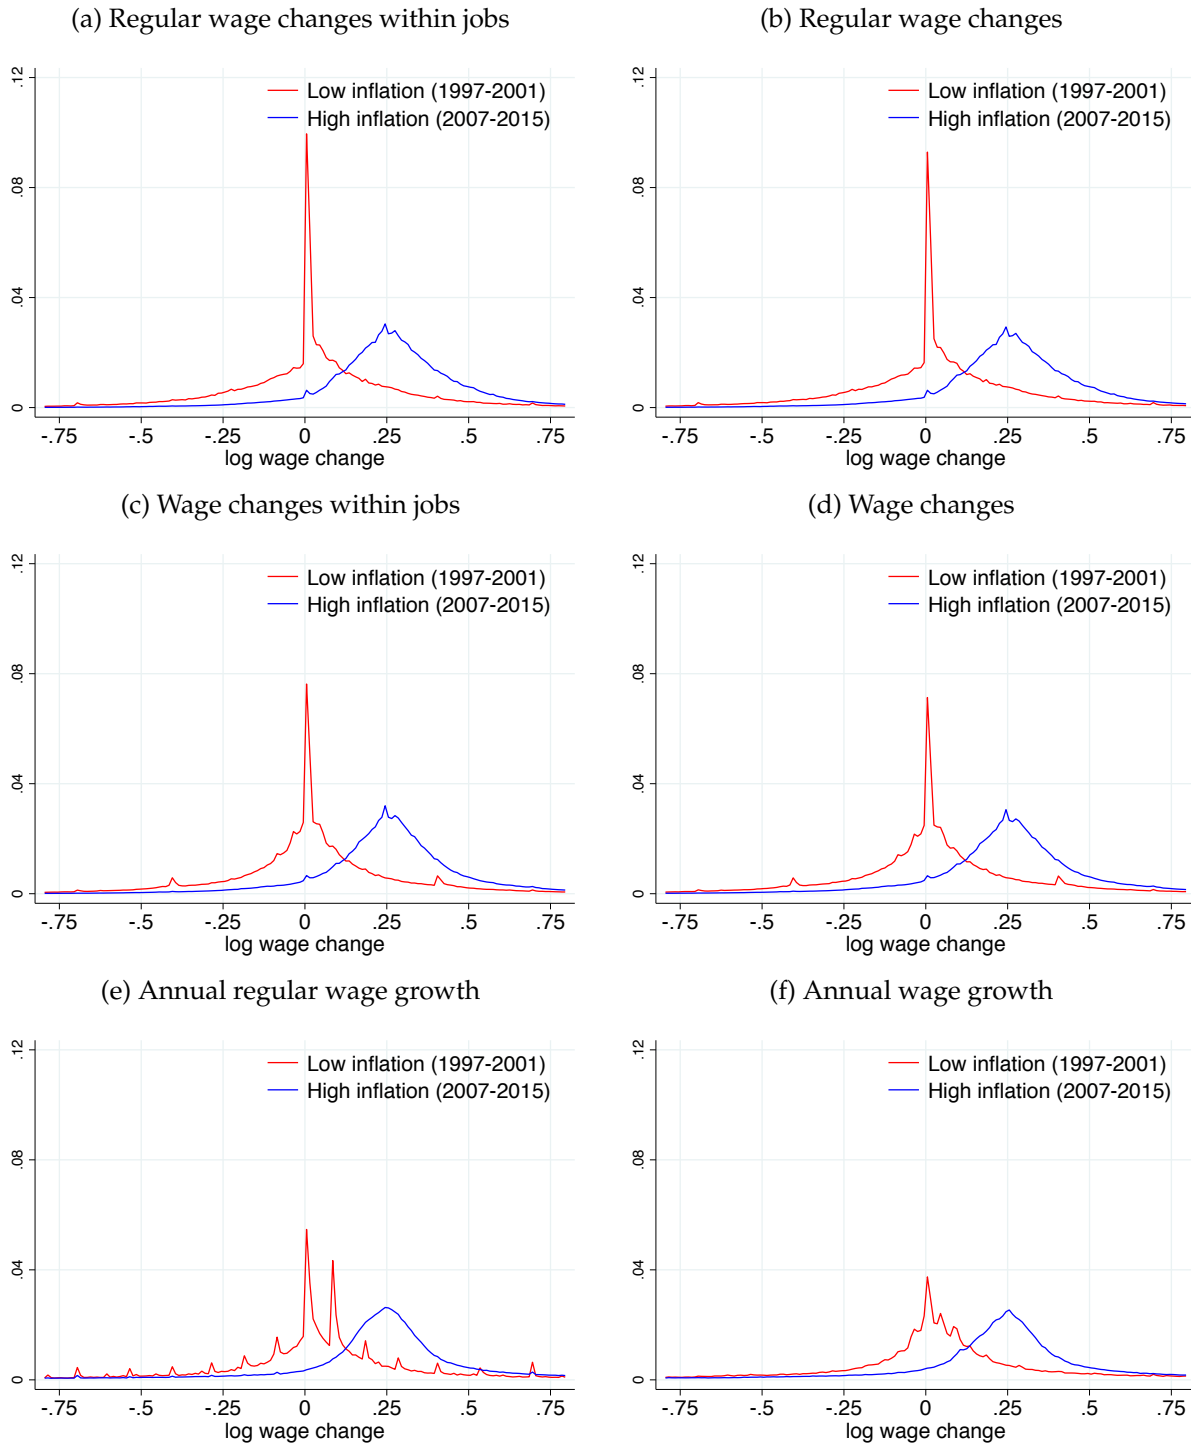 (a) Regular wage changes within jobs
.12
.08
.04
0
Low inflation (1997-2001)
High inflation (2007-2015)
-.75 -.5 -.25 0 .25 .5 .75
log wage change
(b) Regular wage changes
.12
.08
.04
0
Low inflation (1997-2001)
High inflation (2007-2015)
-.75 -.5 -.25 0 .25 .5 .75
log wage change
(c) Wage changes within jobs
.12
.08
.04
0
Low inflation (1997-2001)
High inflation (2007-2015)
-.75 -.5 -.25 0 .25 .5 .75
log wage change
(d) Wage changes
.12
.08
.04
0
Low inflation (1997-2001)
High inflation (2007-2015)
-.75 -.5 -.25 0 .25 .5 .75
log wage change
(e) Annual regular wage growth
.12
.08
.04
0
Low inflation (1997-2001)
High inflation (2007-2015)
-.75 -.5 -.25 0 .25 .5 .75
log wage change
(f) Annual wage growth
.12
.08
.04
0
Low inflation (1997-2001)
High inflation (2007-2015)
-.75 -.5 -.25 0 .25 .5 .75
log wage change